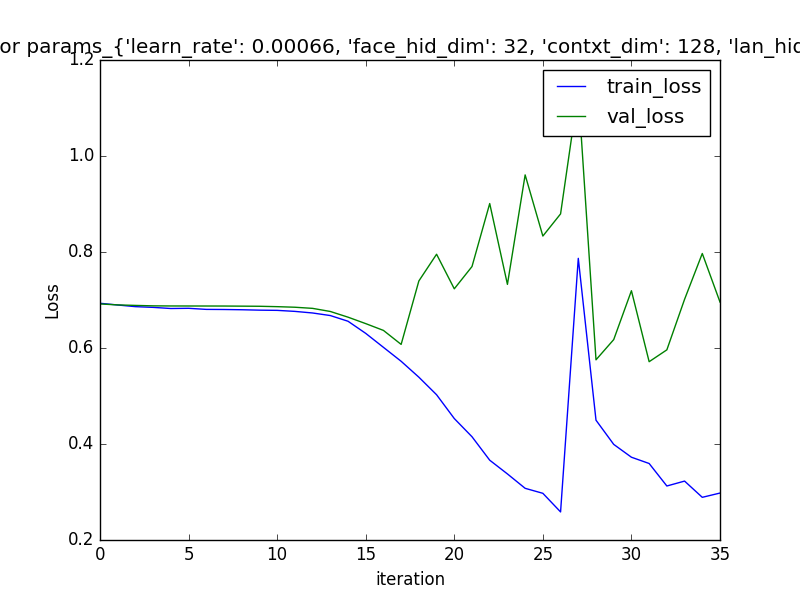 or params_{'learn_rate': 0.00066, 'face_hid_dim': 32, 'contxt_dim': 128, 'lan_hid
train_loss
val_loss
1.2
1.0
0.8
0.6
0.4
0.2
Loss
0 5 10 15 20 25 30 35
iteration